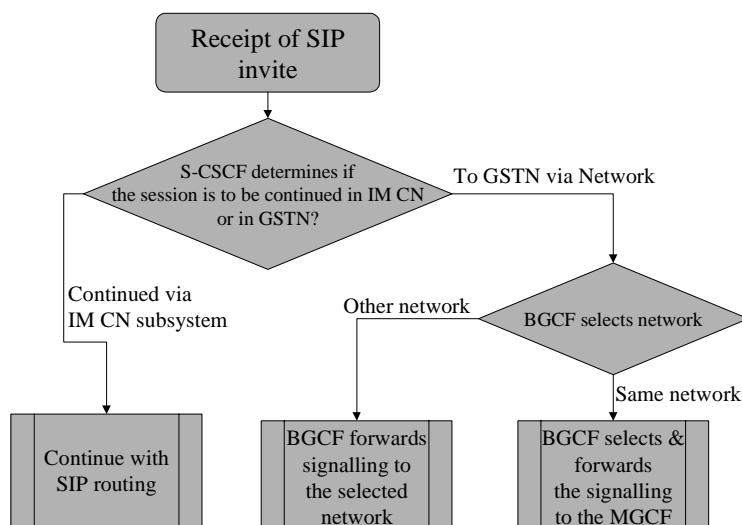 Receipt of SIP
invite
S-CSCF determines if
the session is to be continued in IM CN
or in GSTN?
To GSTN via Network
Continued via
IM CN subsystem
Other network
BGCF selects network
Same network
Continue with
SIP routing
BGCF forwards
signalling to
the selected
network
BGCF selects &
forwards
the signalling
to the MGCF